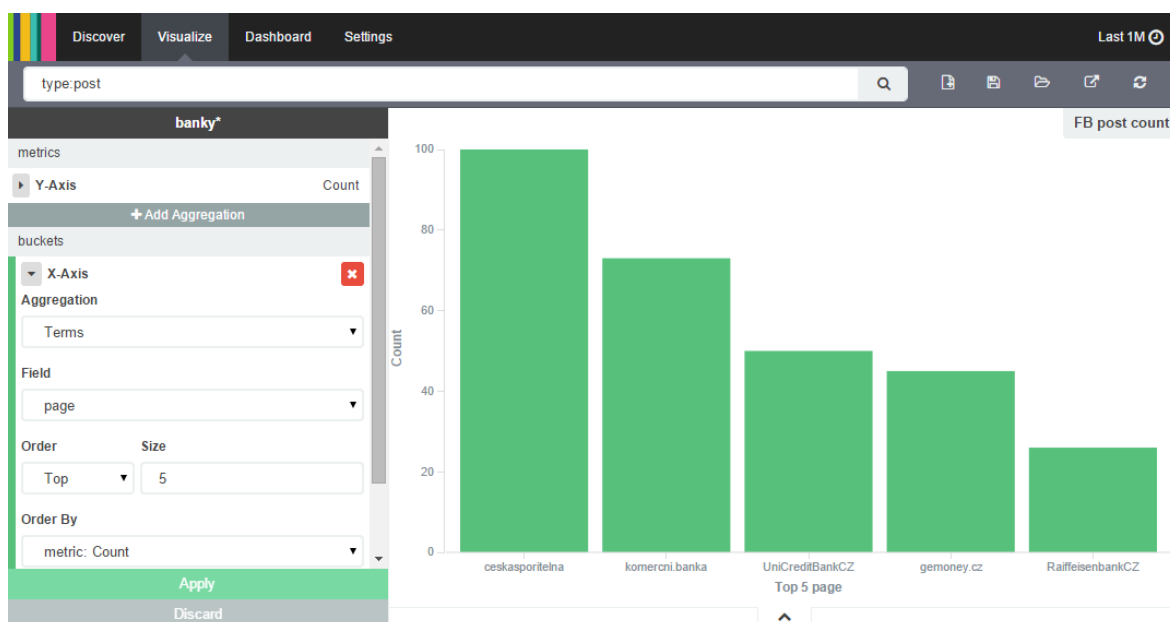 Discover Visualize Dashboard Settings Last 1M
type:post
banky*
FB post count
metrics
Y-Axis Count
Add Aggregation
buckets
X-Axis
Aggregation
Terms
Field
page
Order Size
Top 5
Order By
metric: Count
Apply
Discard
Count
100
80
60
40
20
0
ceskasporitelna komercni.banka UniCreditBankCZ gemoney.cz RaiffeisenbankCZ
Top 5 page